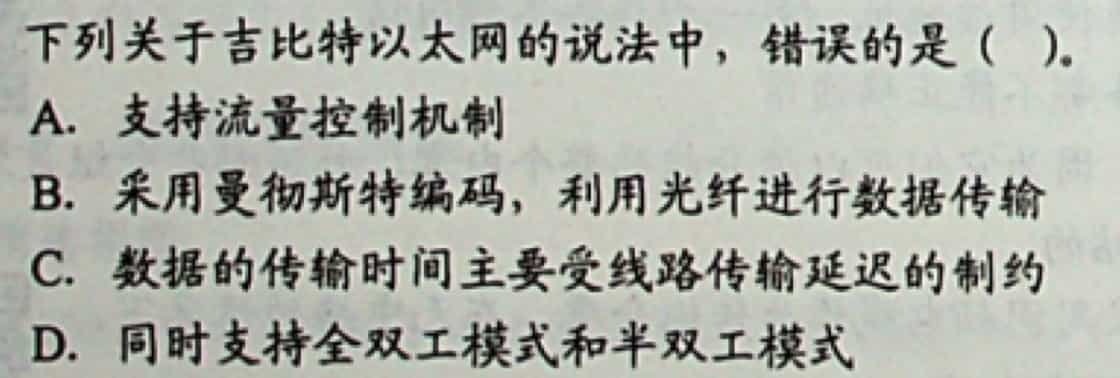 下列关于吉比特以太网的说法中，错误的是（ ）。
A. 支持流量控制机制
B. 采用曼彻斯特编码，利用光纤进行数据传输
C. 数据的传输时间主要受线路传输延迟的制约
D. 同时支持全双工模式和半双工模式